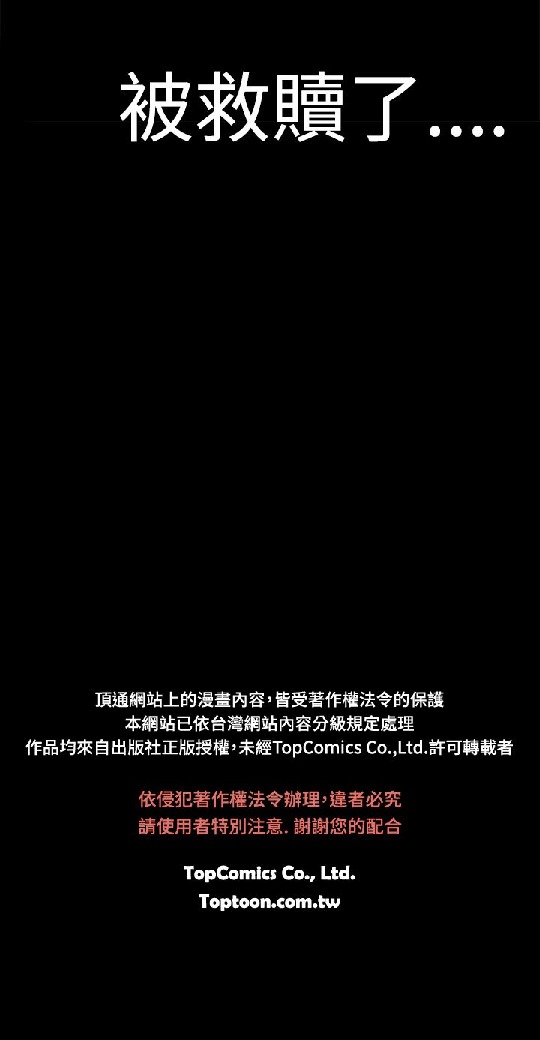 被救贖了....
頂通網站上的漫畫內容，皆受著作權法令的保護
本網站已依台灣網站內容分級規定處理
作品均來自出版社正版授權，未經TopComics Co.,Ltd.許可轉載者
依侵犯著作權法令辦理，違者必究
請使用者特別注意. 謝謝您的配合
TopComics Co., Ltd.
Toptoon.com.tw